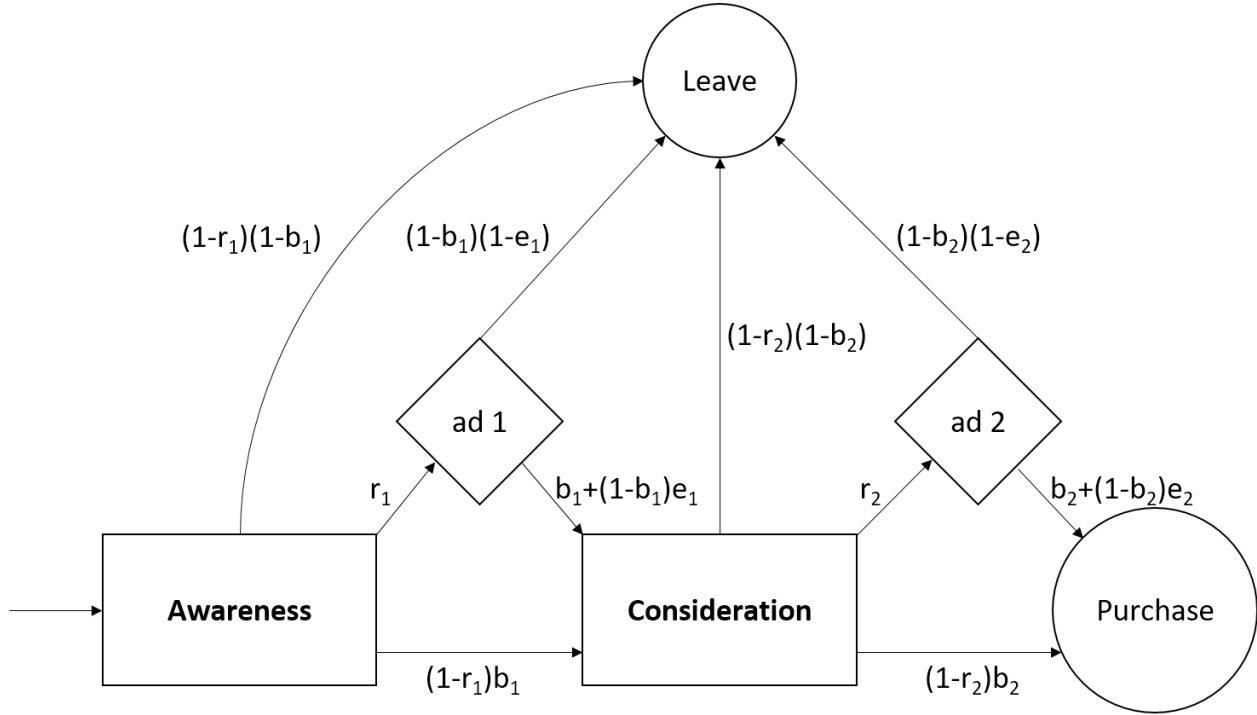 Leave
(1-r₁)(1-b₁)
(1-b₁)(1-e₁)
(1-b₂)(1-e₂)
(1-r₂)(1-b₂)
ad 1
ad 2
r₁
b₁+(1-b₁)e₁
r₂
b₂+(1-b₂)e₂
Awareness
Consideration
Purchase
(1-r₁)b₁
(1-r₂)b₂